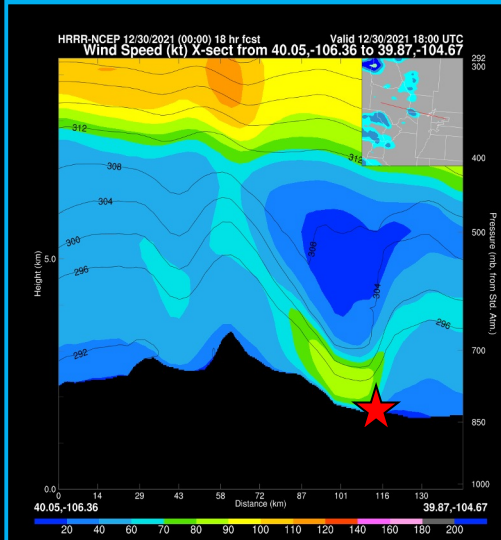 HRRR-NCEP 12/30/2021 (00:00) 18 hr fcst Valid 12/30/2021 18:00 UTC
Wind Speed (kt) X-sect from 40.05,-106.36 to 39.87,-104.67
292
300
312
312
400
308
304
308
500
300
5.0
304
296
296
700
292
850
0.0
1000
Height (km)
Pressure (mb. from Std. Atm.)
0 14 29 43 58 72 87 101 116 130
40.05,-106.36 Distance (km) 39.87,-104.67
20 40 60 70 80 90 100 120 140 160 180 200